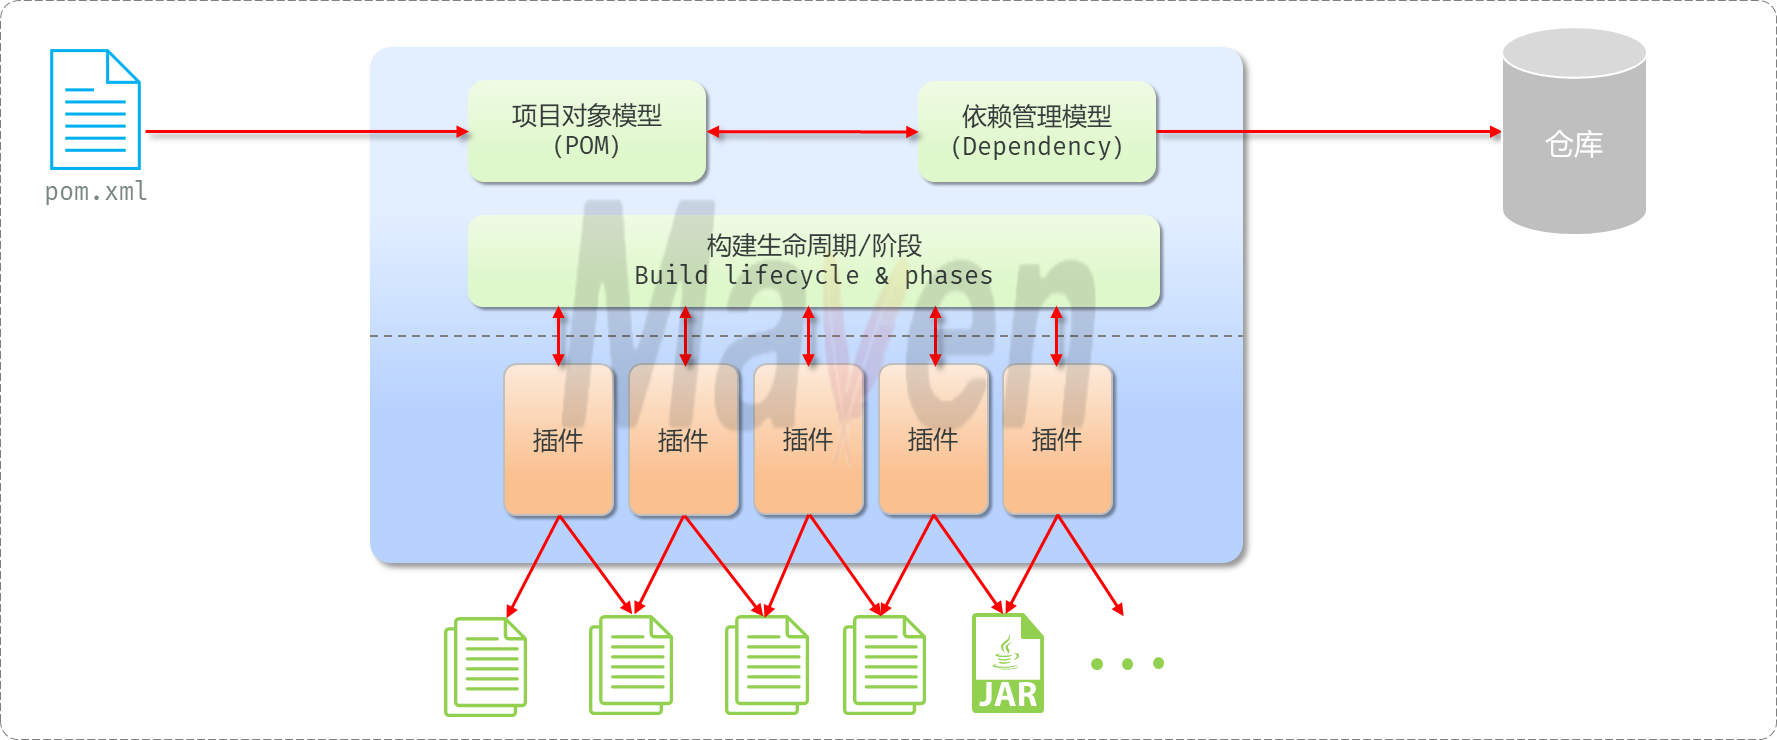 pom.xml
项目对象模型
(POM)
依赖管理模型
(Dependency)
仓库
构建生命周期/阶段
Build lifecycle & phases
Maven
插件
插件
插件
插件
插件
JAR